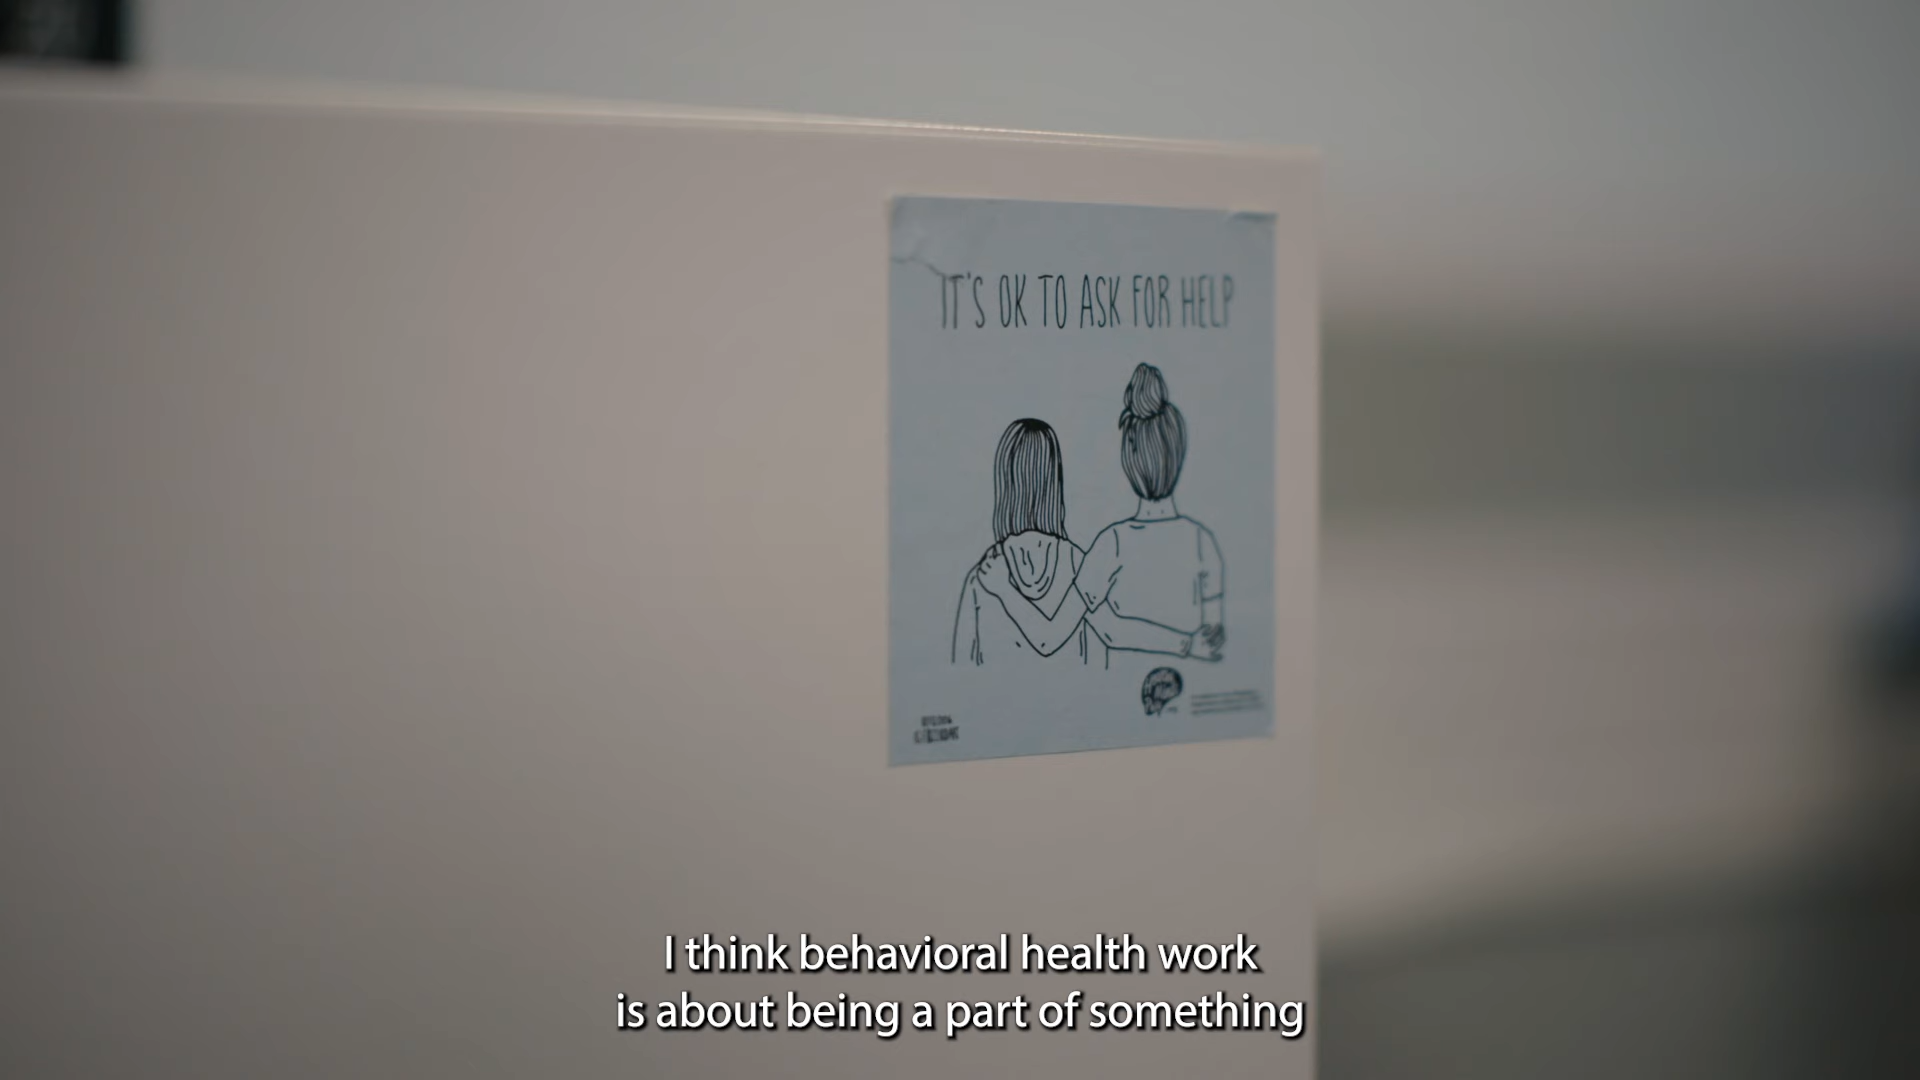 IT'S OK TO ASK FOR HELP
I think behavioral health work
is about being a part of something